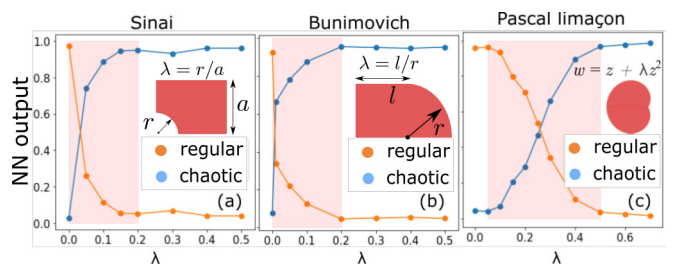 Sinai
Bunimovich
Pascal limaçon
NN output
1.0
0.8
0.6
0.4
0.2
0.0
λ = r/a
a
r
regular
chaotic
(a)
0.0 0.1 0.2 0.3 0.4 0.5
λ
λ = l/r
l
r
regular
chaotic
(b)
0.0 0.1 0.2 0.3 0.4 0.5
λ
w = z + λz²
regular
chaotic
(c)
0.0 0.2 0.4 0.6
λ